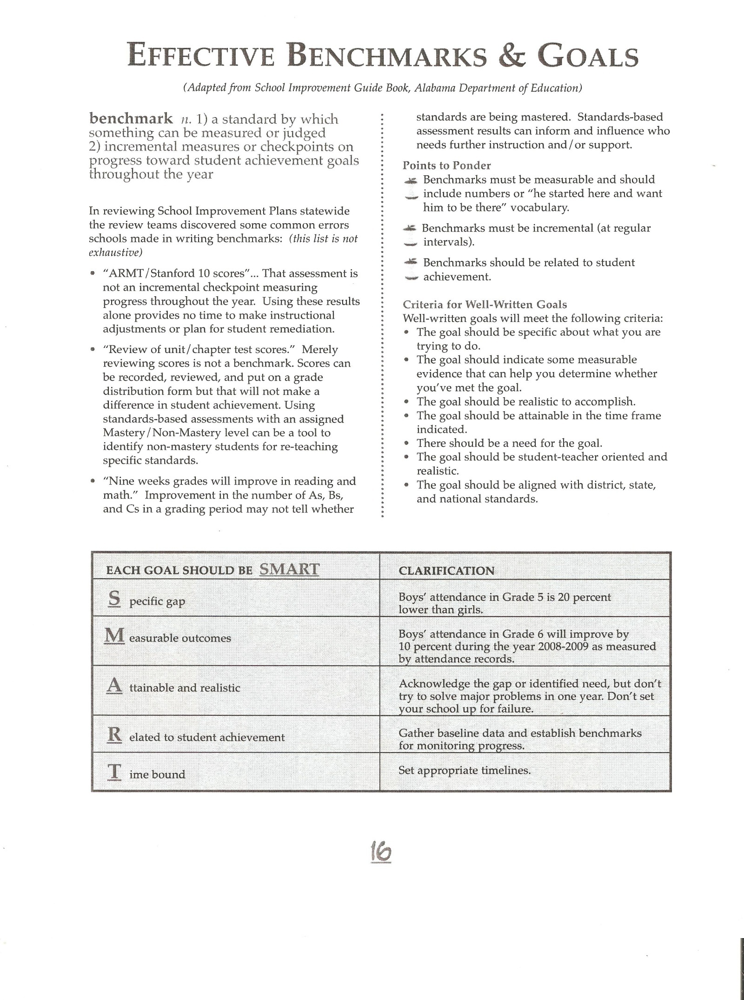 EFFECTIVE BENCHMARKS & GOALS
(Adapted from School Improvement Guide Book, Alabama Department of Education)
benchmark n. 1) a standard by which
something can be measured or judged
2) incremental measures or checkpoints on
progress toward student achievement goals
throughout the year
In reviewing School Improvement Plans statewide
the review teams discovered some common errors
schools made in writing benchmarks: (this list is not
exhaustive)
• "ARMT/Stanford 10 scores"... That assessment is
not an incremental checkpoint measuring
progress throughout the year. Using these results
alone provides no time to make instructional
adjustments or plan for student remediation.
• "Review of unit/chapter test scores." Merely
reviewing scores is not a benchmark. Scores can
be recorded, reviewed, and put on a grade
distribution form but that will not make a
difference in student achievement. Using
standards-based assessments with an assigned
Mastery/Non-Mastery level can be a tool to
identify non-mastery students for re-teaching
specific standards.
• "Nine weeks grades will improve in reading and
math." Improvement in the number of As, Bs,
and Cs in a grading period may not tell whether
standards are being mastered. Standards-based
assessment results can inform and influence who
needs further instruction and/or support.
Points to Ponder
Benchmarks must be measurable and should
include numbers or "he started here and want
him to be there" vocabulary.
Benchmarks must be incremental (at regular
intervals).
Benchmarks should be related to student
achievement.
Criteria for Well-Written Goals
Well-written goals will meet the following criteria:
• The goal should be specific about what you are
trying to do.
• The goal should indicate some measurable
evidence that can help you determine whether
you've met the goal.
• The goal should be realistic to accomplish.
• The goal should be attainable in the time frame
indicated.
• There should be a need for the goal.
• The goal should be student-teacher oriented and
realistic.
• The goal should be aligned with district, state,
and national standards.
EACH GOAL SHOULD BE SMART
CLARIFICATION
S pecific gap
Boys' attendance in Grade 5 is 20 percent
lower than girls.
M easurable outcomes
Boys' attendance in Grade 6 will improve by
10 percent during the year 2008-2009 as measured
by attendance records.
A ttainable and realistic
Acknowledge the gap or identified need, but don't
try to solve major problems in one year. Don't set
your school up for failure.
R elated to student achievement
Gather baseline data and establish benchmarks
for monitoring progress.
T ime bound
Set appropriate timelines.
16